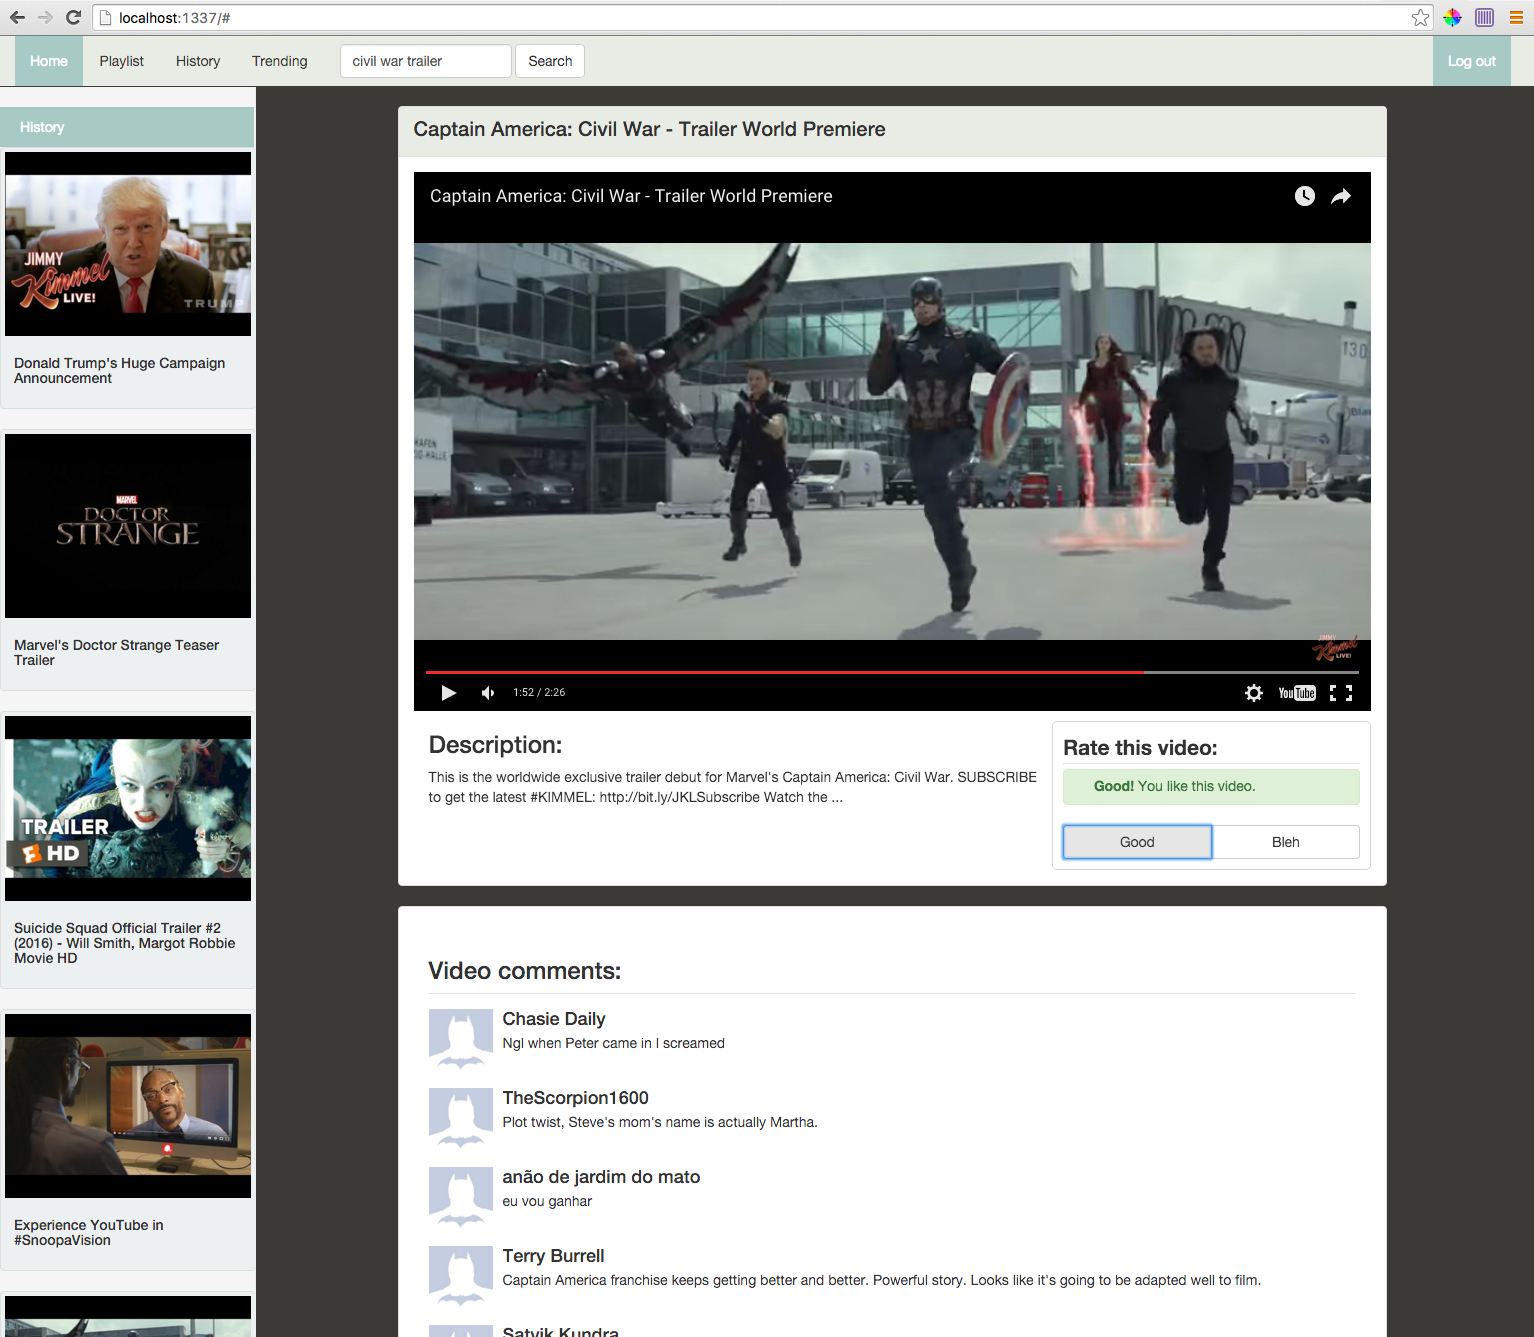 localhost:1337/#
Home
Playlist
History
Trending
civil war trailer
Search
Log out
History
JIMMY
Kimmel
LIVE!
TRUMP
Donald Trump's Huge Campaign
Announcement
MARVEL
DOCTOR
STRANGE
Marvel's Doctor Strange Teaser
Trailer
TRAILER
HD
Suicide Squad Official Trailer #2
(2016) - Will Smith, Margot Robbie
Movie HD
Experience YouTube in
#SnoopaVision
Captain America: Civil War - Trailer World Premiere
Captain America: Civil War - Trailer World Premiere
130
JIMMY
Kimmel
LIVE!
1:52 / 2:26
YouTube
Description:
This is the worldwide exclusive trailer debut for Marvel's Captain America: Civil War. SUBSCRIBE
to get the latest #KIMMEL: http://bit.ly/JKLSubscribe Watch the ...
Rate this video:
Good! You like this video.
Good
Bleh
Video comments:
Chasie Daily
Ngl when Peter came in I screamed
TheScorpion1600
Plot twist, Steve's mom's name is actually Martha.
anão de jardim do mato
eu vou ganhar
Terry Burrell
Captain America franchise keeps getting better and better. Powerful story. Looks like it's going to be adapted well to film.
Satvik Kundra